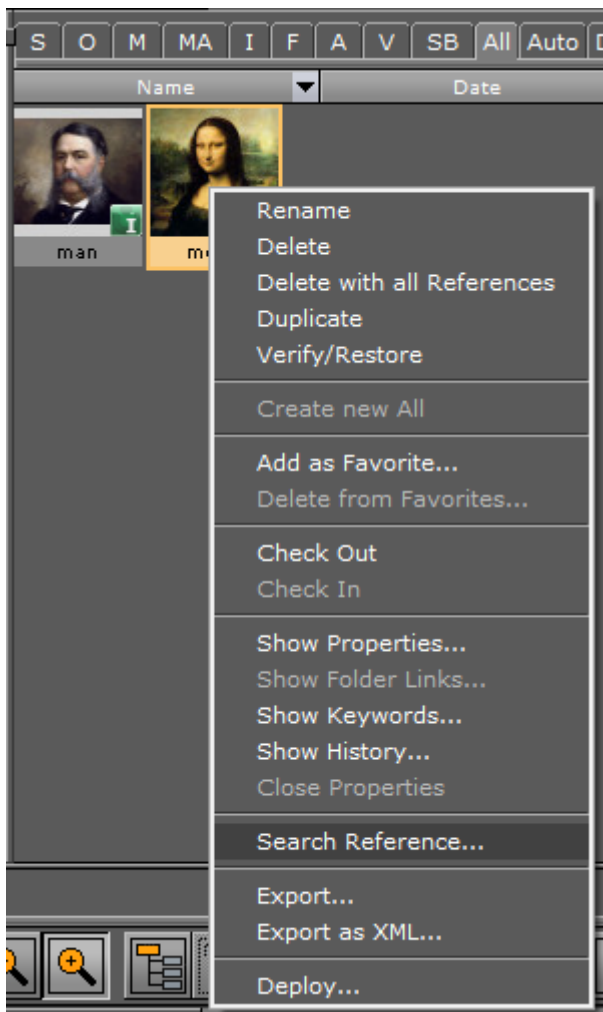 S O M MA I F A V SB All Auto
Name Date
I
man
Rename
Delete
Delete with all References
Duplicate
Verify/Restore
Create new All
Add as Favorite...
Delete from Favorites...
Check Out
Check In
Show Properties...
Show Folder Links...
Show Keywords...
Show History...
Close Properties
Search Reference...
Export...
Export as XML...
Deploy...